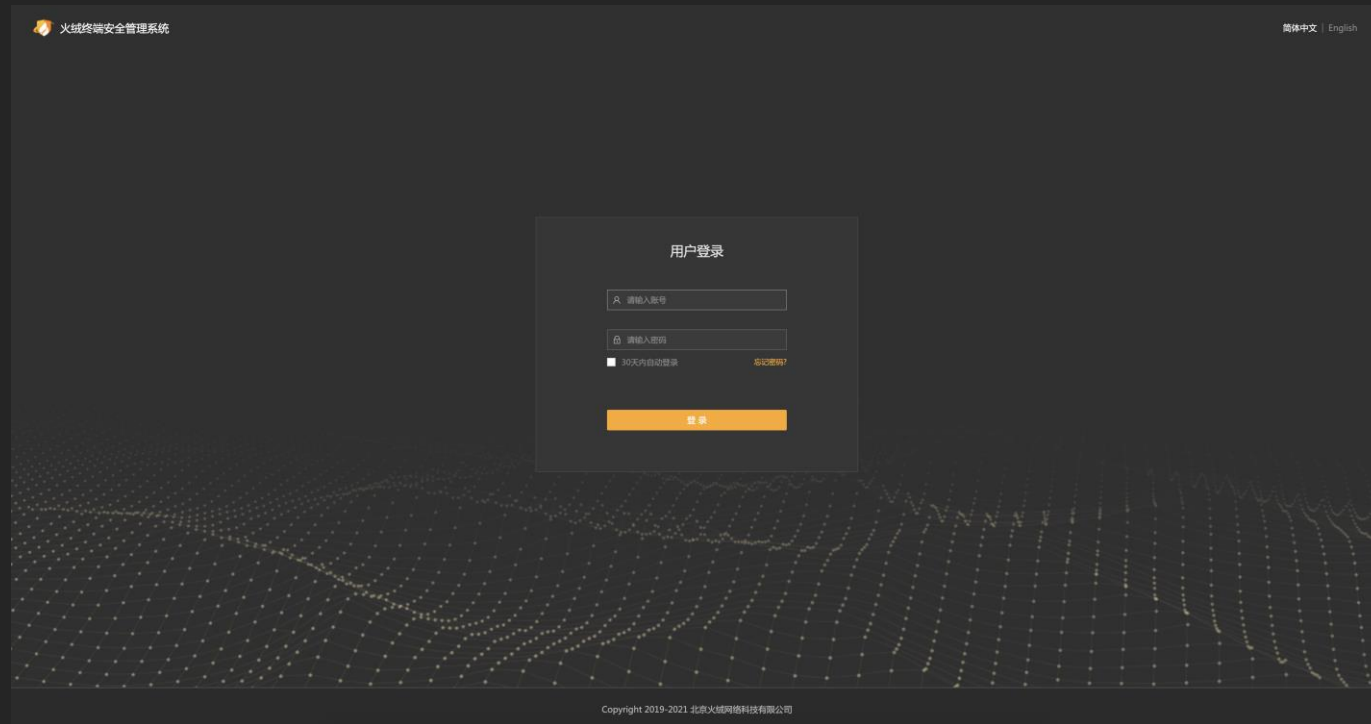 火绒终端安全管理系统
简体中文 | English
用户登录
请输入账号
请输入密码
30天内自动登录 忘记密码?
登 录
Copyright 2019-2021 北京火绒网络科技有限公司